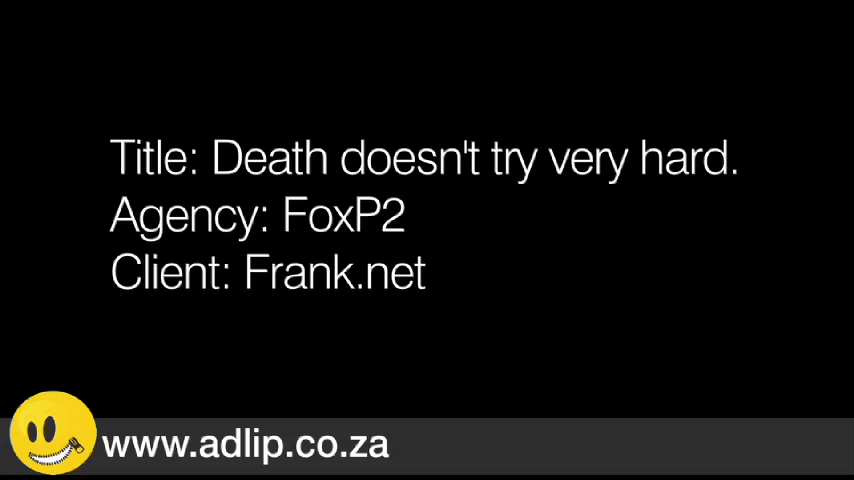 Title: Death doesn't try very hard.
Agency: FoxP2
Client: Frank.net
www.adlip.co.za